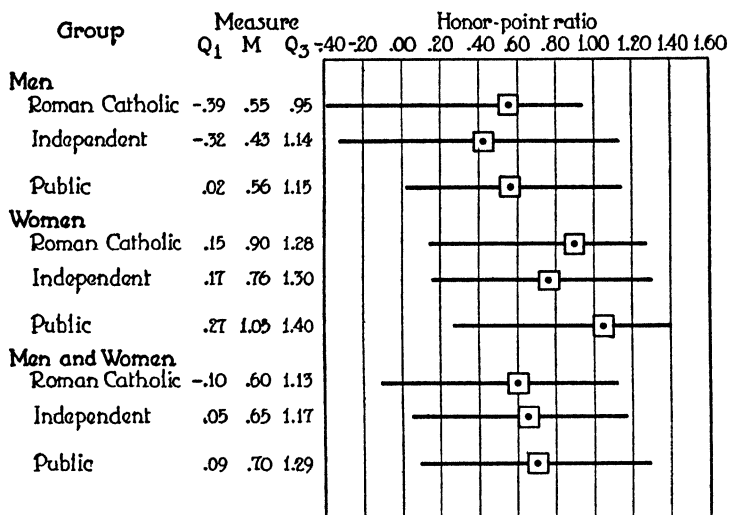 Group Measure Honor-point ratio
Q1 M Q3 -.40 -.20 .00 .20 .40 .60 .80 1.00 1.20 1.40 1.60
Men
Roman Catholic -.39 .55 .95
Independent -.32 .43 1.14
Public .02 .56 1.15
Women
Roman Catholic .15 .90 1.28
Independent .17 .76 1.30
Public .27 1.05 1.40
Men and Women
Roman Catholic -.10 .60 1.13
Independent .05 .65 1.17
Public .09 .70 1.29